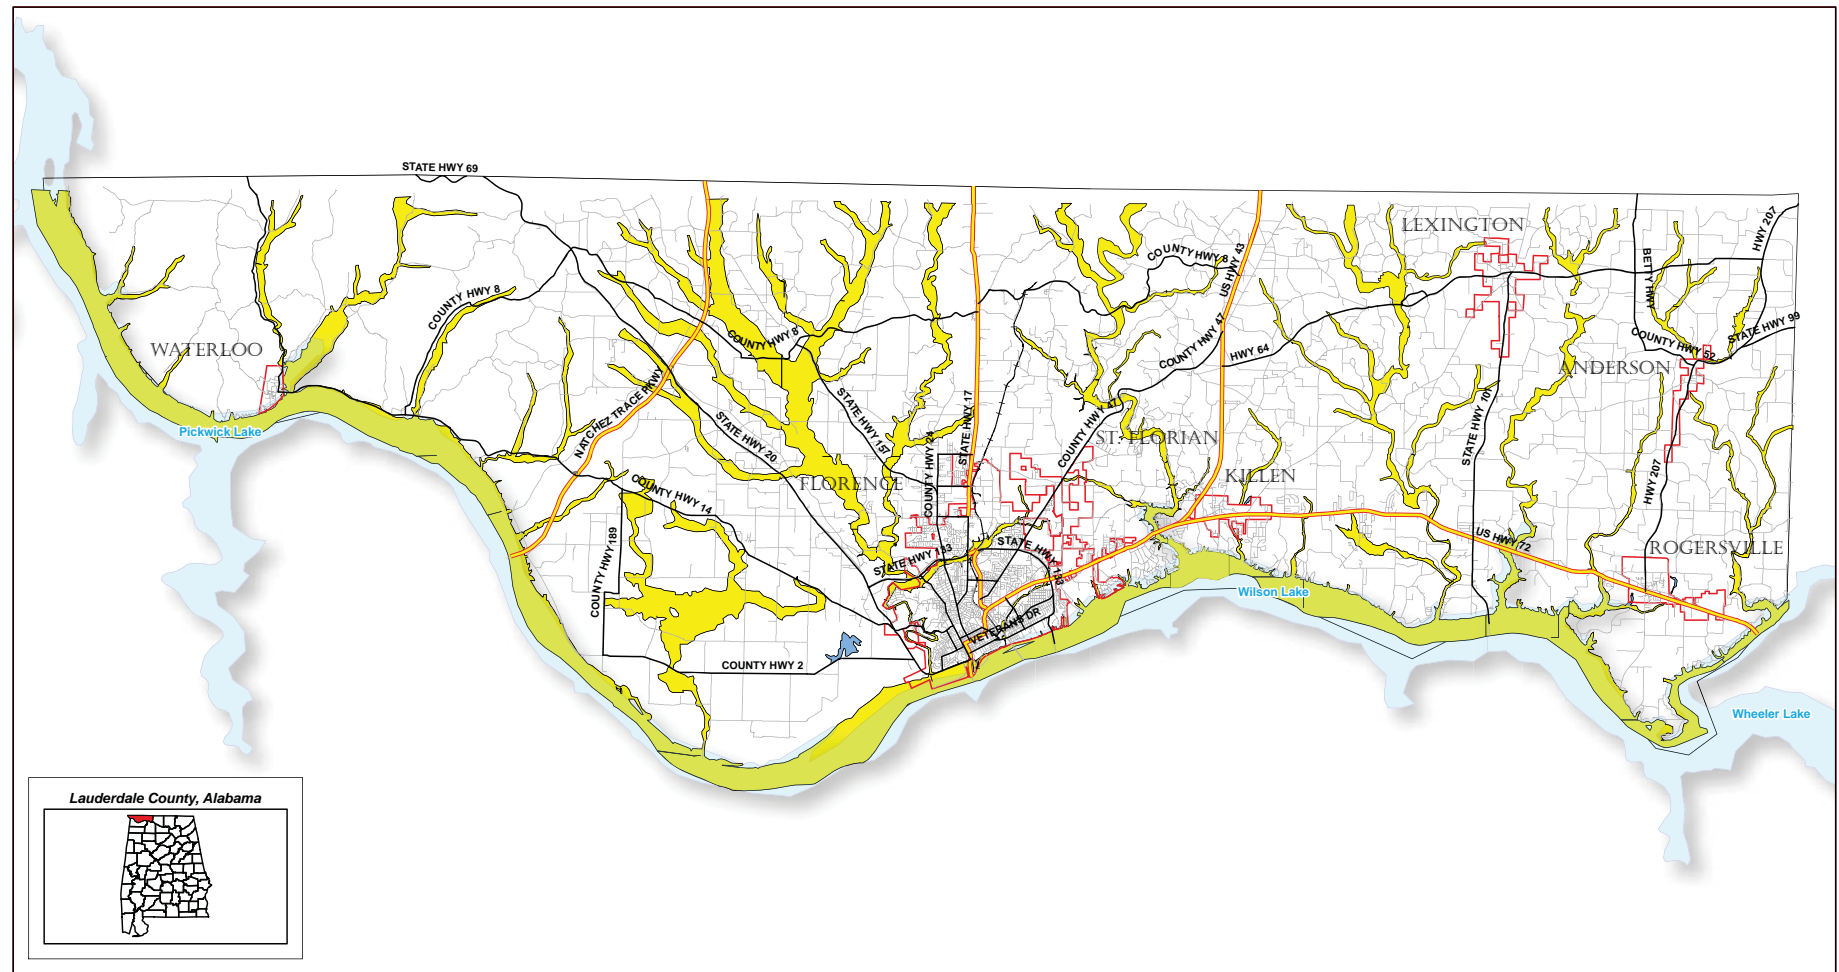 STATE HWY 69
LEXINGTON
HWY 207
COUNTY HWY 8
US HWY 43
BETTY HWY
COUNTY HWY 8
STATE HWY 99
COUNTY HWY 8
COUNTY HWY 47
COUNTY HWY 52
WATERLOO
HWY 64
ANDERSON
NATCHEZ TRACE PKWY
STATE HWY 157
STATE HWY 17
COUNTY HWY 47
STATE HWY 101
Pickwick Lake
STATE HWY 20
ST. FLORIAN
COUNTY HWY 24
KILLEN
FLORENCE
COUNTY HWY 14
HWY 207
COUNTY HWY 189
STATE HWY 133
STATE HWY 133
US HWY 72
ROGERSVILLE
Wilson Lake
VETERANS DR
COUNTY HWY 2
Wheeler Lake
Lauderdale County, Alabama